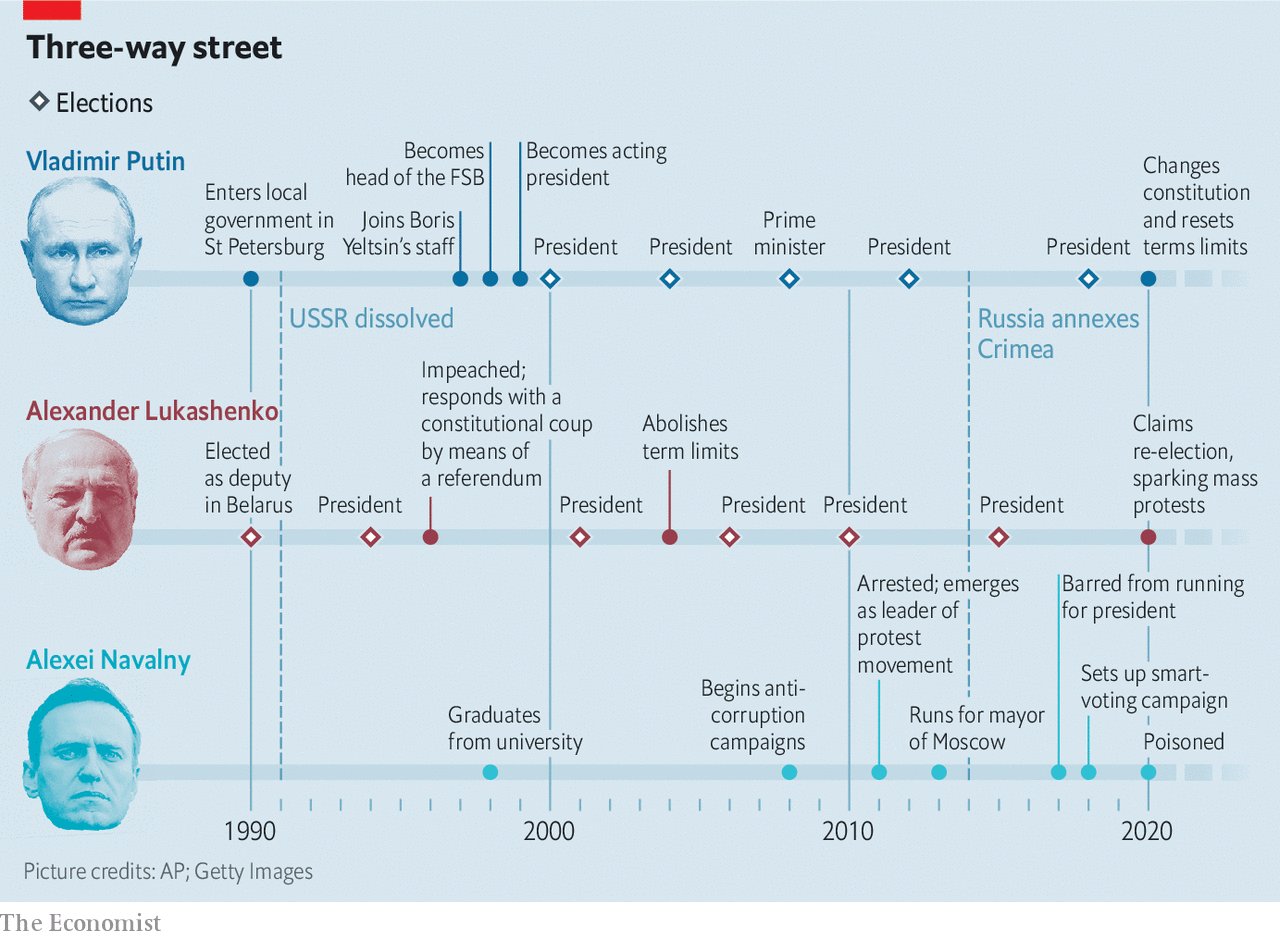 Three-way street
Elections
Vladimir Putin
Enters local
government in
St Petersburg
Joins Boris
Yeltsin's staff
Becomes
head of the FSB
Becomes acting
president
President
President
Prime
minister
President
President
Changes
constitution
and resets
terms limits
USSR dissolved
Russia annexes
Crimea
Alexander Lukashenko
Elected
as deputy
in Belarus
President
Impeached;
responds with a
constitutional coup
by means of
a referendum
President
Abolishes
term limits
President
President
President
Claims
re-election,
sparking mass
protests
Alexei Navalny
Graduates
from university
Begins anti-
corruption
campaigns
Arrested; emerges
as leader of
protest
movement
Runs for mayor
of Moscow
Barred from running
for president
Sets up smart-
voting campaign
Poisoned
1990
2000
2010
2020
Picture credits: AP; Getty Images
The Economist